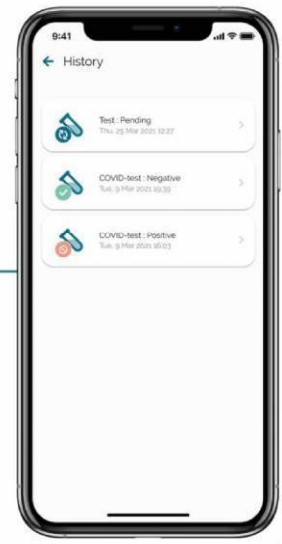 9:41
History
Test : Pending
Thu, 25 Mar 2021 12:27
COVID-test : Negative
Tue, 9 Mar 2021 19:39
COVID-test : Positive
Tue, 9 Mar 2021 16:03